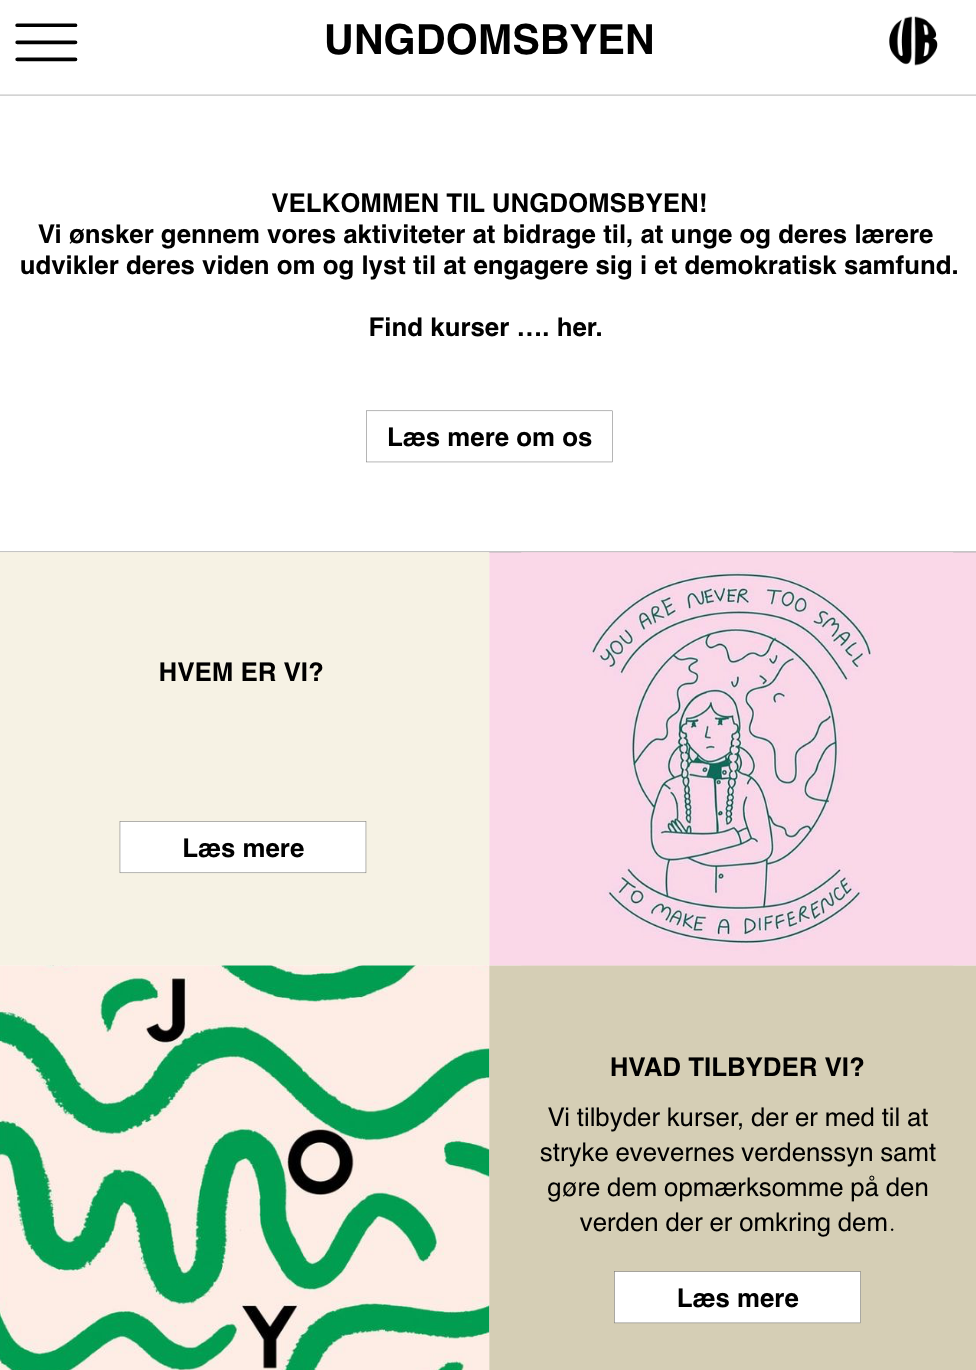 UNGDOMSBYEN
UB
VELKOMMEN TIL UNGDOMSBYEN!
Vi ønsker gennem vores aktiviteter at bidrage til, at unge og deres lærere
udvikler deres viden om og lyst til at engagere sig i et demokratisk samfund.
Find kurser .... her.
Læs mere om os
HVEM ER VI?
Læs mere
YOU ARE NEVER TOO SMALL
TO MAKE A DIFFERENCE
J
O
Y
HVAD TILBYDER VI?
Vi tilbyder kurser, der er med til at
stryke evevernes verdenssyn samt
gøre dem opmærksomme på den
verden der er omkring dem.
Læs mere